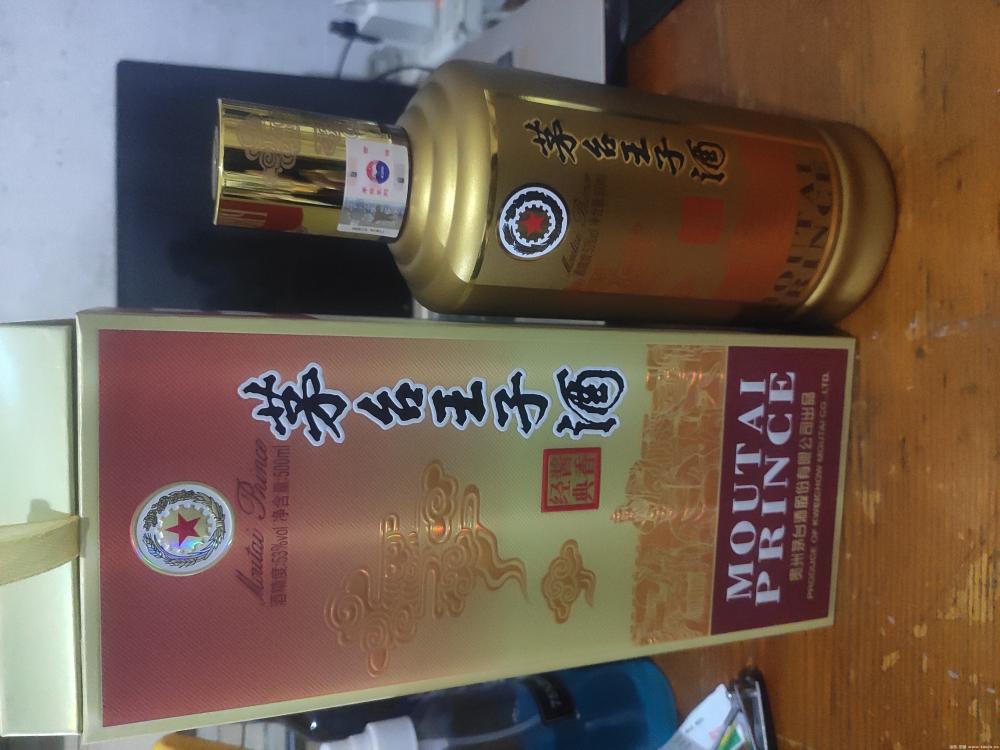 茅台王子酒
Moutai Prince
酒精度:53%vol 净含量:500ml
酱香
经典
MOUTAI
PRINCE
贵州茅台酒股份有限公司出品
PRODUCE OF KWEICHOW MOUTAI CO., LTD.
茅台王子酒
Moutai Prince
MOUTAI
PRINCE